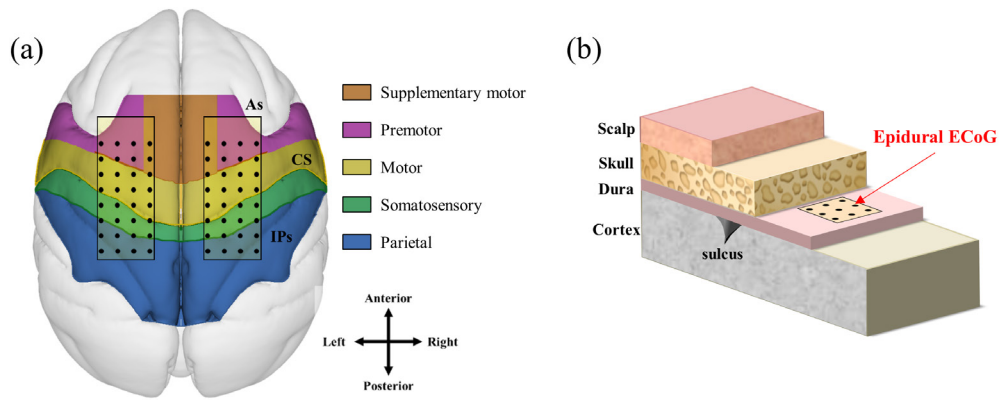 (a)
As
CS
IPs
Supplementary motor
Premotor
Motor
Somatosensory
Parietal
Anterior
Left
Right
Posterior
(b)
Scalp
Skull
Dura
Cortex
sulcus
Epidural ECoG